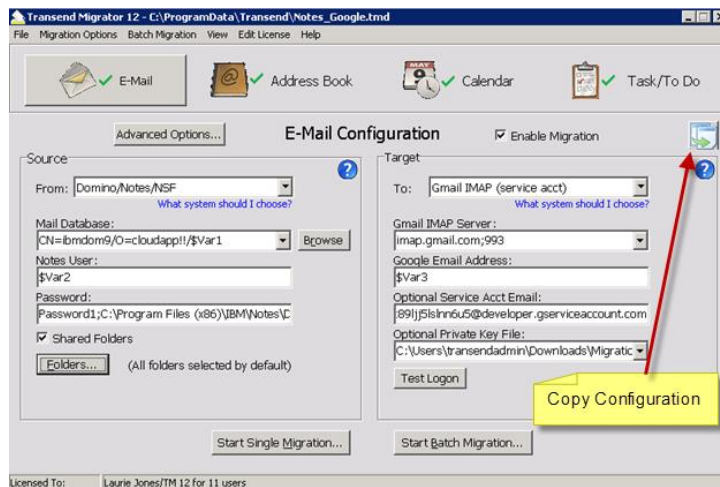 Transend Migrator 12 - C:\ProgramData\Transend\Notes_Google.tmd
File Migration Options Batch Migration View Edit License Help
E-Mail Address Book Calendar Task/To Do
Advanced Options... E-Mail Configuration Enable Migration
Source Target
From: Domino/Notes/NSF To: Gmail IMAP (service acct)
What system should I choose? What system should I choose?
Mail Database: Gmail IMAP Server:
CN=ibmdom9/O=cloudapp!!/$Var1 Browse imap.gmail.com;993
Notes User: Google Email Address:
$Var2 $Var3
Password: Optional Service Acct Email:
Password1;C:\Program Files (x86)\IBM\Notes\D :89ljj5lslnn6u5@developer.gserviceaccount.com
Shared Folders Optional Private Key File:
C:\Users\transendadmin\Downloads\Migratic
Folders... (All folders selected by default) Test Logon
Copy Configuration
Start Single Migration... Start Batch Migration...
Licensed To: Laurie Jones/TM 12 for 11 users